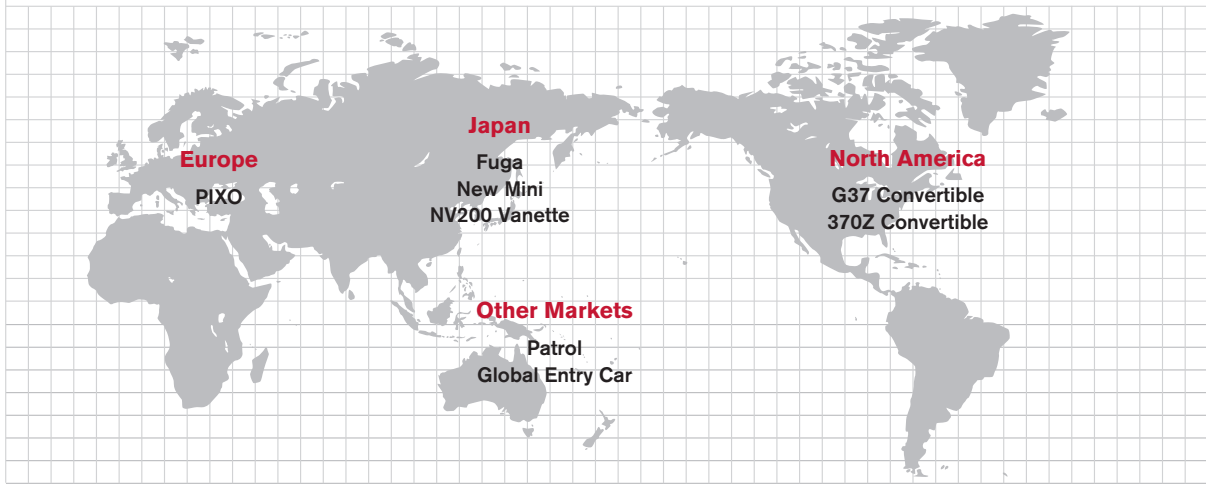 Europe
PIXO
Japan
Fuga
New Mini
NV200 Vanette
North America
G37 Convertible
370Z Convertible
Other Markets
Patrol
Global Entry Car